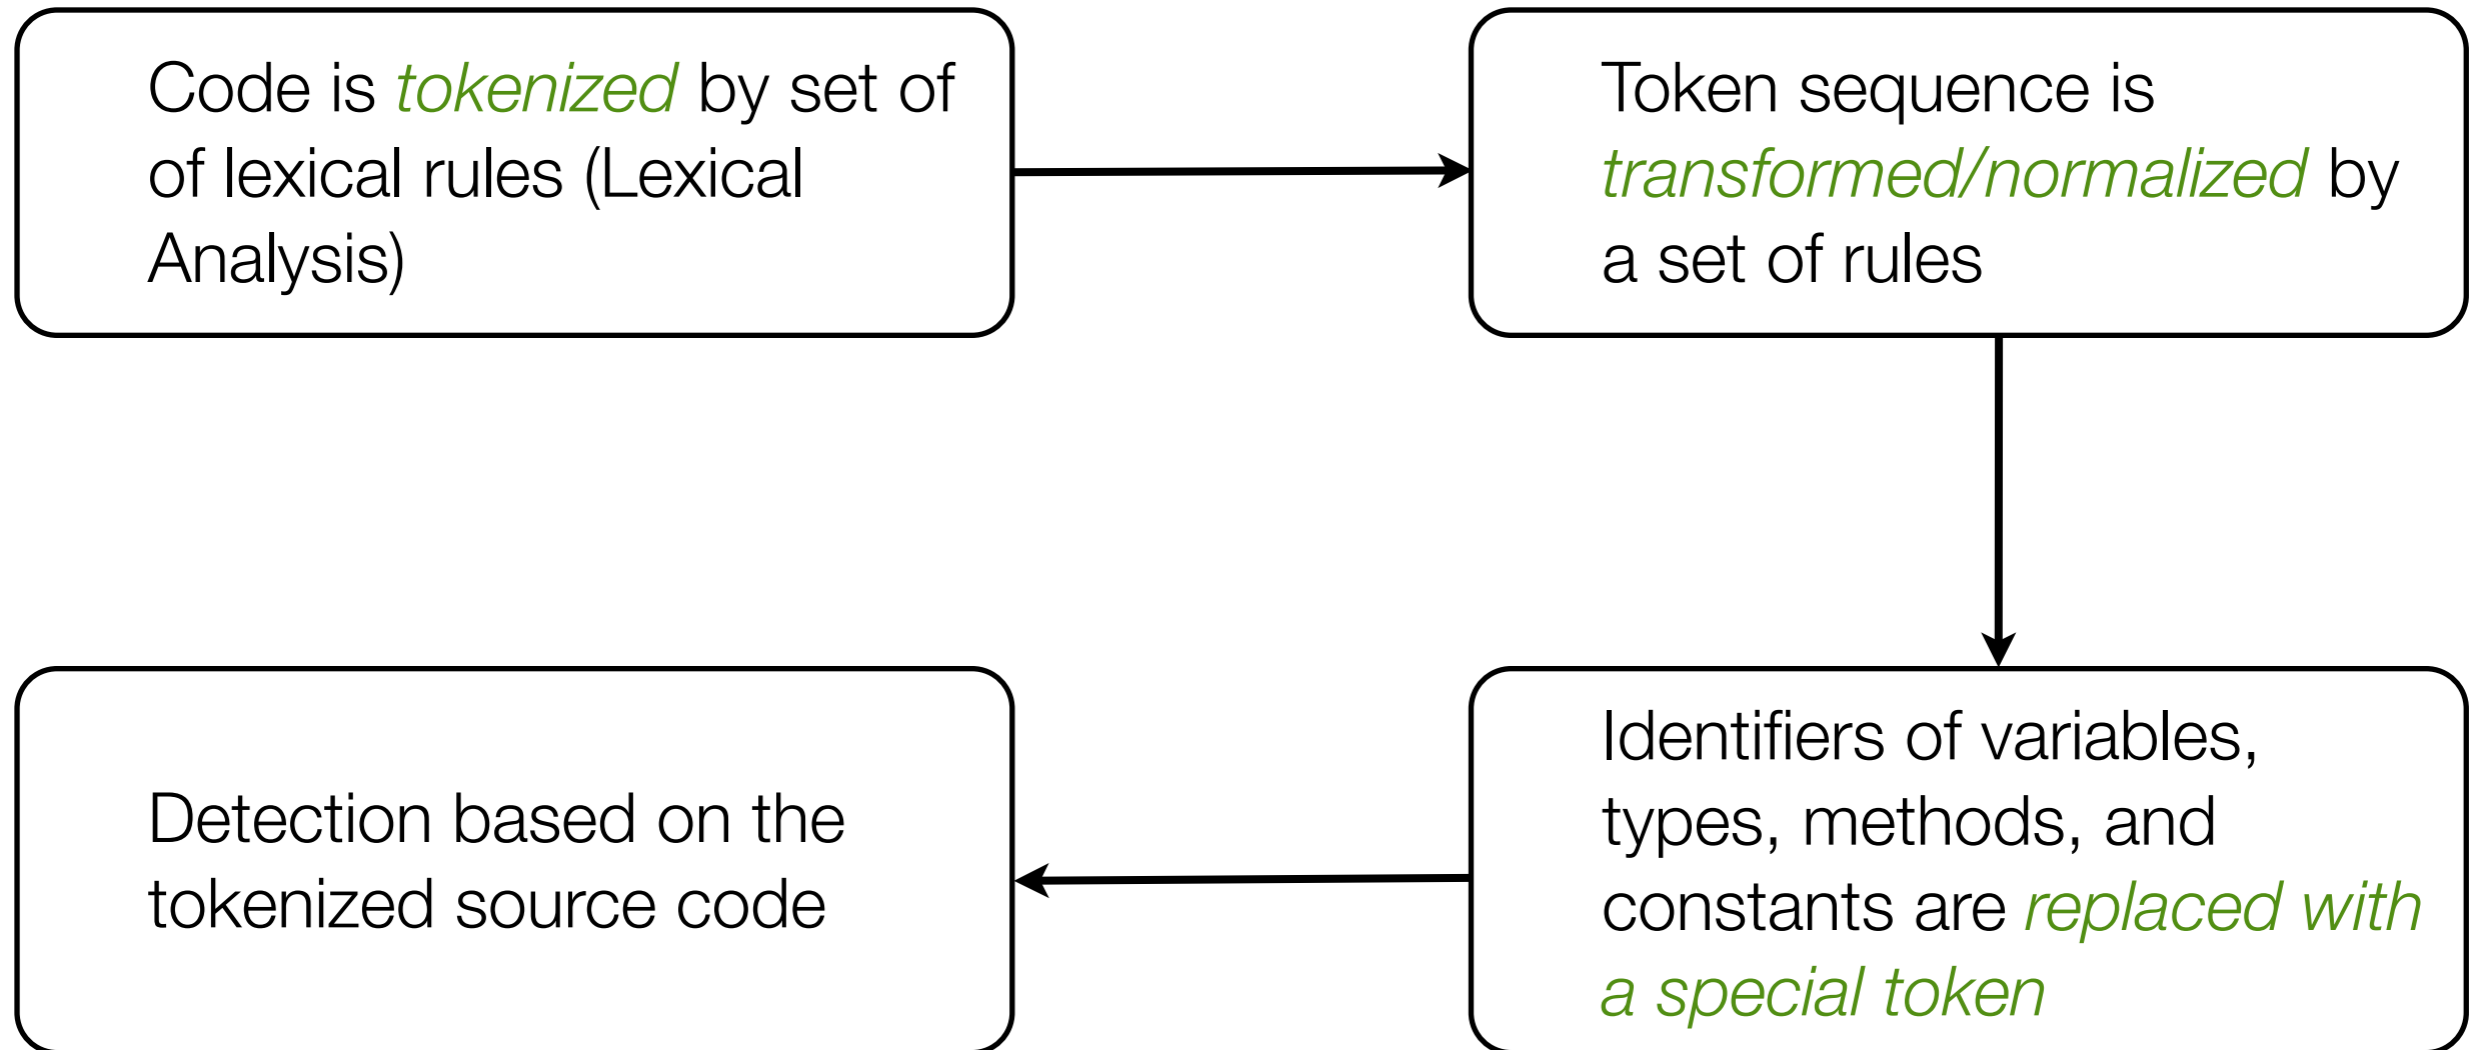 Code is tokenized by set of
of lexical rules (Lexical
Analysis)
Token sequence is
transformed/normalized by
a set of rules
Identifiers of variables,
types, methods, and
constants are replaced with
a special token
Detection based on the
tokenized source code